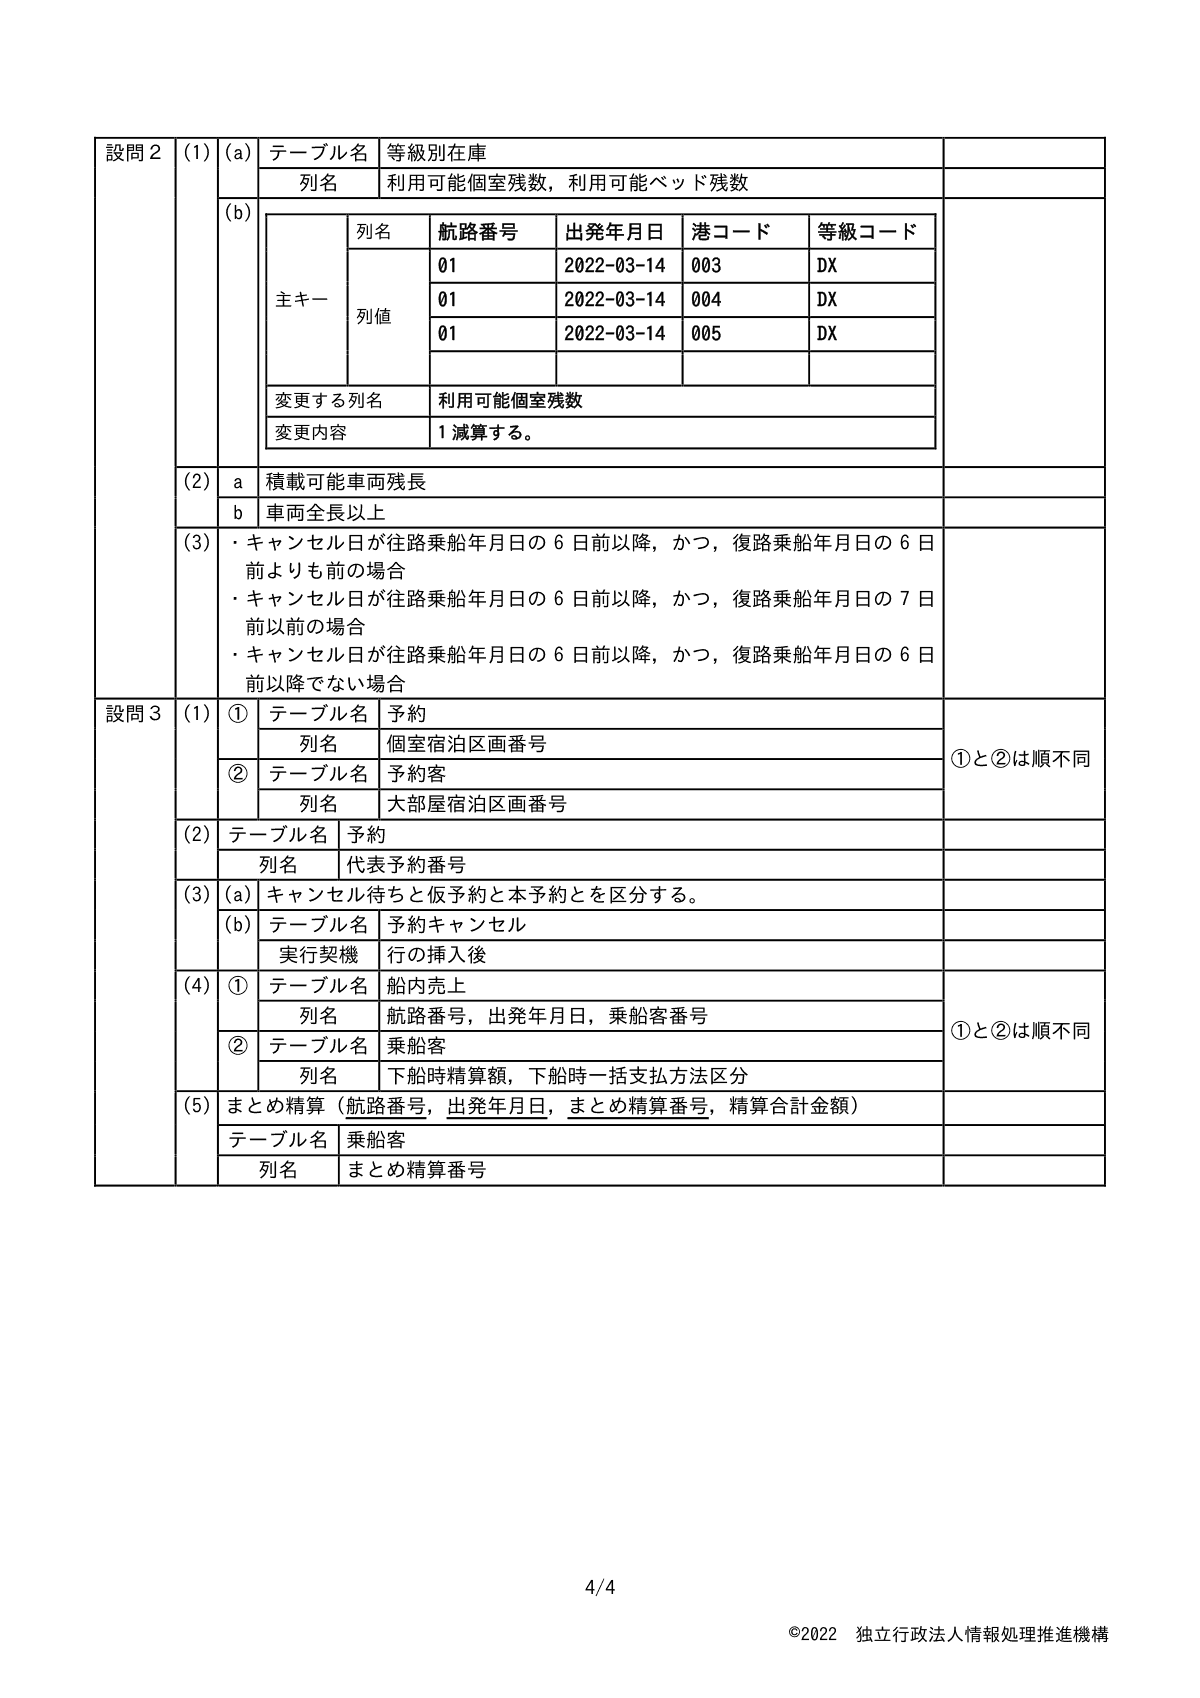 設問２ (1) (a) テーブル名 等級別在庫
列名 利用可能個室残数，利用可能ベッド残数
(b)
主キー 列名 航路番号 出発年月日 港コード 等級コード
列値 01 2022-03-14 003 DX
01 2022-03-14 004 DX
01 2022-03-14 005 DX
変更する列名 利用可能個室残数
変更内容 1 減算する。
(2) a 積載可能車両残長
b 車両全長以上
(3) ・キャンセル日が往路乗船年月日の 6 日前以降，かつ，復路乗船年月日の 6 日
前よりも前の場合
・キャンセル日が往路乗船年月日の 6 日前以降，かつ，復路乗船年月日の 7 日
前以前の場合
・キャンセル日が往路乗船年月日の 6 日前以降，かつ，復路乗船年月日の 6 日
前以降でない場合
設問３ (1) ① テーブル名 予約
列名 個室宿泊区画番号
①と②は順不同
② テーブル名 予約客
列名 大部屋宿泊区画番号
(2) テーブル名 予約
列名 代表予約番号
(3) (a) キャンセル待ちと仮予約と本予約とを区分する。
(b) テーブル名 予約キャンセル
実行契機 行の挿入後
(4) ① テーブル名 船内売上
列名 航路番号，出発年月日，乗船客番号
①と②は順不同
② テーブル名 乗船客
列名 下船時精算額，下船時一括支払方法区分
(5) まとめ精算（航路番号，出発年月日，まとめ精算番号，精算合計金額）
テーブル名 乗船客
列名 まとめ精算番号
4/4
©2022　独立行政法人情報処理推進機構